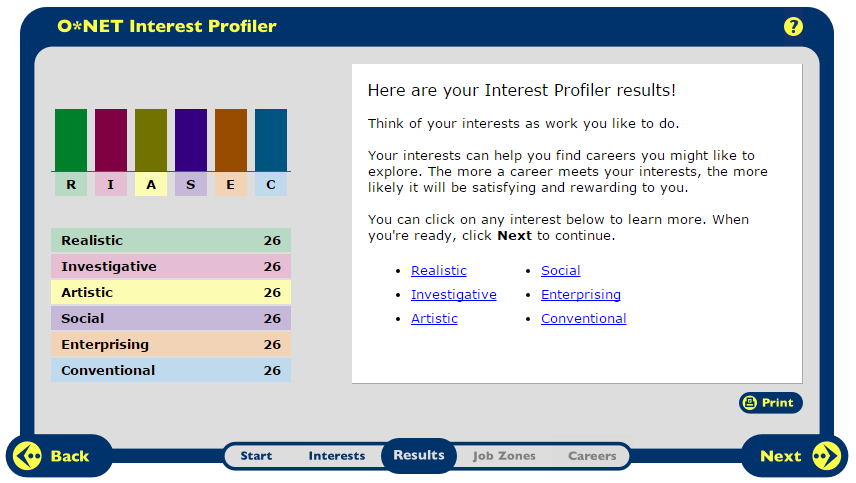 O*NET Interest Profiler
?
R I A S E C
Realistic 26
Investigative 26
Artistic 26
Social 26
Enterprising 26
Conventional 26
Here are your Interest Profiler results!
Think of your interests as work you like to do.
Your interests can help you find careers you might like to
explore. The more a career meets your interests, the more
likely it will be satisfying and rewarding to you.
You can click on any interest below to learn more. When
you're ready, click Next to continue.
• Realistic • Social
• Investigative • Enterprising
• Artistic • Conventional
Print
Back Start Interests Results Job Zones Careers Next